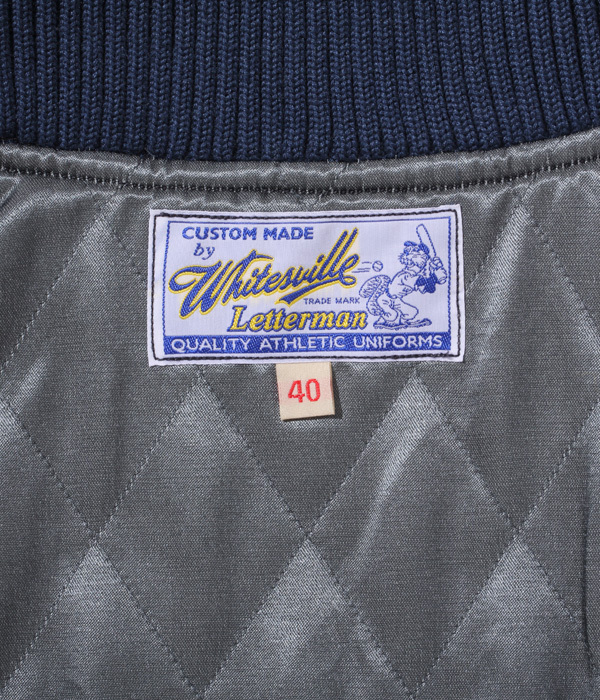 CUSTOM MADE
by
Whitesville
TRADE MARK
Letterman
QUALITY ATHLETIC UNIFORMS
40